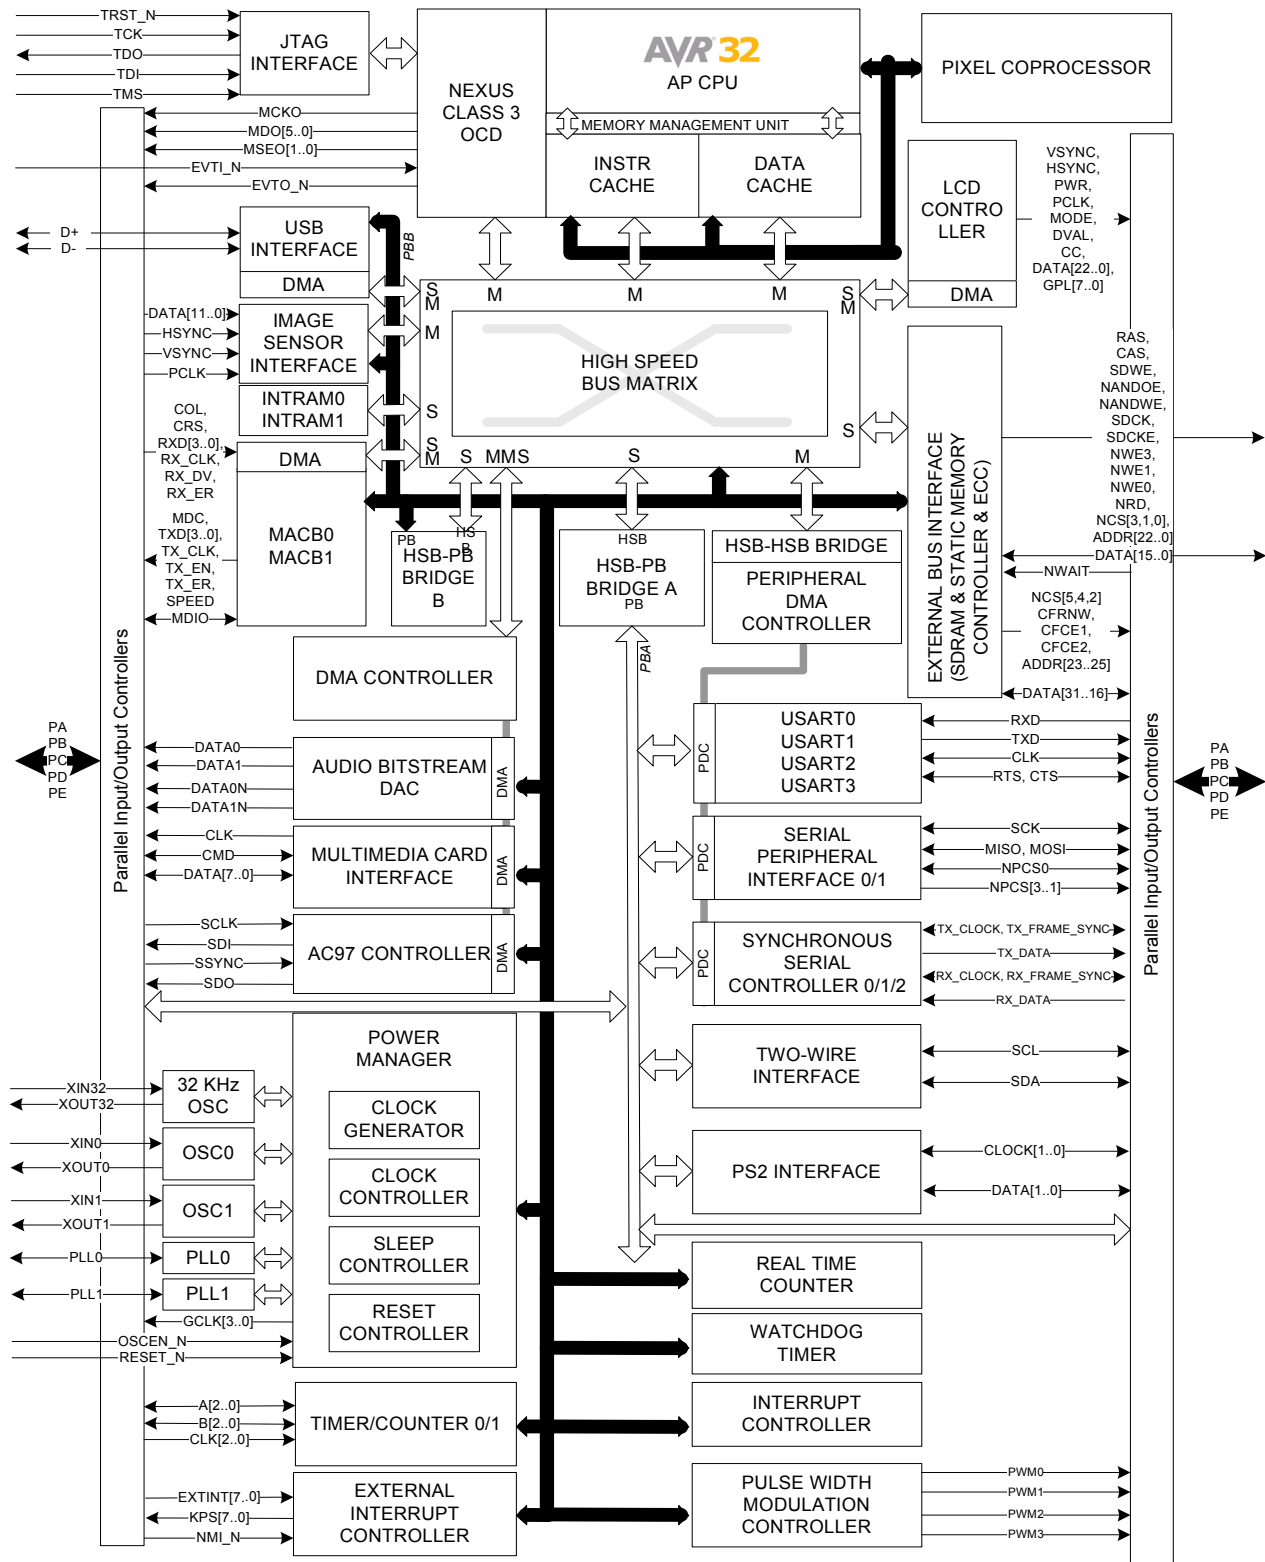 TRST_N
TCK
TDO
TDI
TMS
JTAG
INTERFACE
NEXUS
CLASS 3
OCD
AVR 32
AP CPU
MEMORY MANAGEMENT UNIT
INSTR
CACHE
DATA
CACHE
PIXEL COPROCESSOR
MCKO
MDO[5..0]
MSEO[1..0]
EVTI_N
EVTO_N
LCD
CONTRO
LLER
DMA
VSYNC,
HSYNC,
PWR,
PCLK,
MODE,
DVAL,
CC,
DATA[22..0],
GPL[7..0]
D+
D-
USB
INTERFACE
DMA
PBB
DATA[11..0]
HSYNC
VSYNC
PCLK
IMAGE
SENSOR
INTERFACE
INTRAM0
INTRAM1
S
M
M
S
S
M
M
M
M
S
M
S
S
MMS
S
M
HIGH SPEED
BUS MATRIX
COL,
CRS,
RXD[3..0],
RX_CLK,
RX_DV,
RX_ER
MDC,
TXD[3..0],
TX_CLK,
TX_EN,
TX_ER,
SPEED
MDIO
DMA
MACB0
MACB1
PB
HS
B
HSB-PB
BRIDGE
B
HSB
HSB-PB
BRIDGE A
PB
HSB-HSB BRIDGE
PERIPHERAL
DMA
CONTROLLER
EXTERNAL BUS INTERFACE
(SDRAM & STATIC MEMORY
CONTROLLER & ECC)
RAS,
CAS,
SDWE,
NANDOE,
NANDWE,
SDCK,
SDCKE,
NWE3,
NWE1,
NWE0,
NRD,
NCS[3,1,0],
ADDR[22..0]
DATA[15..0]
NWAIT
NCS[5,4,2]
CFRNW,
CFCE1,
CFCE2,
ADDR[23..25]
DATA[31..16]
PBA
DMA CONTROLLER
Parallel Input/Output Controllers
PA
PB
PC
PD
PE
DATA0
DATA1
DATA0N
DATA1N
AUDIO BITSTREAM
DAC
DMA
CLK
CMD
DATA[7..0]
MULTIMEDIA CARD
INTERFACE
DMA
SCLK
SDI
SSYNC
SDO
AC97 CONTROLLER
DMA
PDC
USART0
USART1
USART2
USART3
RXD
TXD
CLK
RTS, CTS
PDC
SERIAL
PERIPHERAL
INTERFACE 0/1
SCK
MISO, MOSI
NPCS0
NPCS[3..1]
PDC
SYNCHRONOUS
SERIAL
CONTROLLER 0/1/2
TX_CLOCK, TX_FRAME_SYNC
TX_DATA
RX_CLOCK, RX_FRAME_SYNC
RX_DATA
Parallel Input/Output Controllers
PA
PB
PC
PD
PE
POWER
MANAGER
CLOCK
GENERATOR
CLOCK
CONTROLLER
SLEEP
CONTROLLER
RESET
CONTROLLER
XIN32
XOUT32
32 KHz
OSC
XIN0
XOUT0
OSC0
XIN1
XOUT1
OSC1
PLL0
PLL0
PLL1
PLL1
GCLK[3..0]
OSCEN_N
RESET_N
TWO-WIRE
INTERFACE
SCL
SDA
PS2 INTERFACE
CLOCK[1..0]
DATA[1..0]
REAL TIME
COUNTER
WATCHDOG
TIMER
A[2..0]
B[2..0]
CLK[2..0]
TIMER/COUNTER 0/1
INTERRUPT
CONTROLLER
EXTINT[7..0]
KPS[7..0]
NMI_N
EXTERNAL
INTERRUPT
CONTROLLER
PULSE WIDTH
MODULATION
CONTROLLER
PWM0
PWM1
PWM2
PWM3